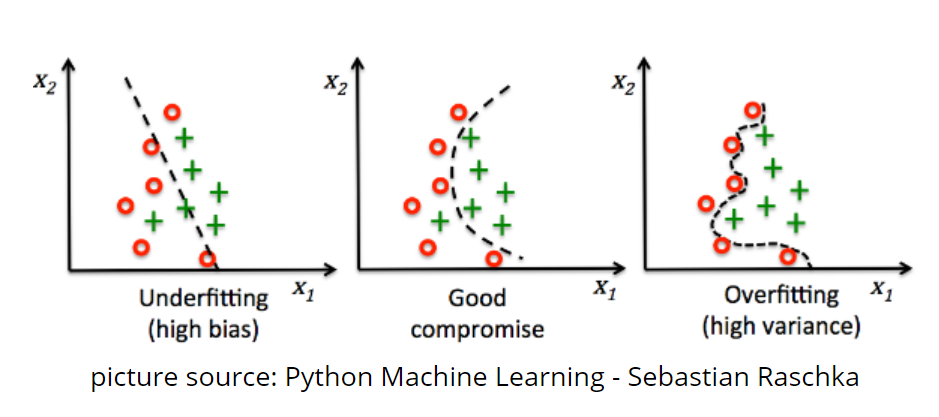 X2
X1
Underfitting
(high bias)
X2
X1
Good
compromise
X2
X1
Overfitting
(high variance)
picture source: Python Machine Learning - Sebastian Raschka